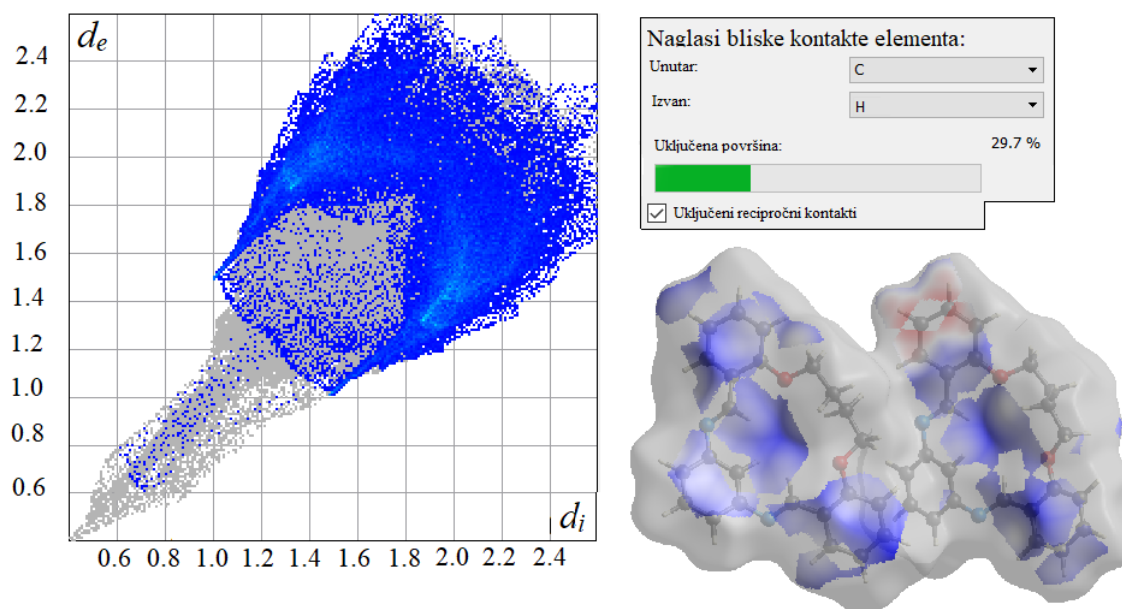 d_e
2.4
2.2
2.0
1.8
1.6
1.4
1.2
1.0
0.8
0.6
d_i
0.6 0.8 1.0 1.2 1.4 1.6 1.8 2.0 2.2 2.4
Naglasi bliske kontakte elementa:
Unutar: C
Izvan: H
Uključena površina: 29.7 %
Uključeni recipročni kontakti